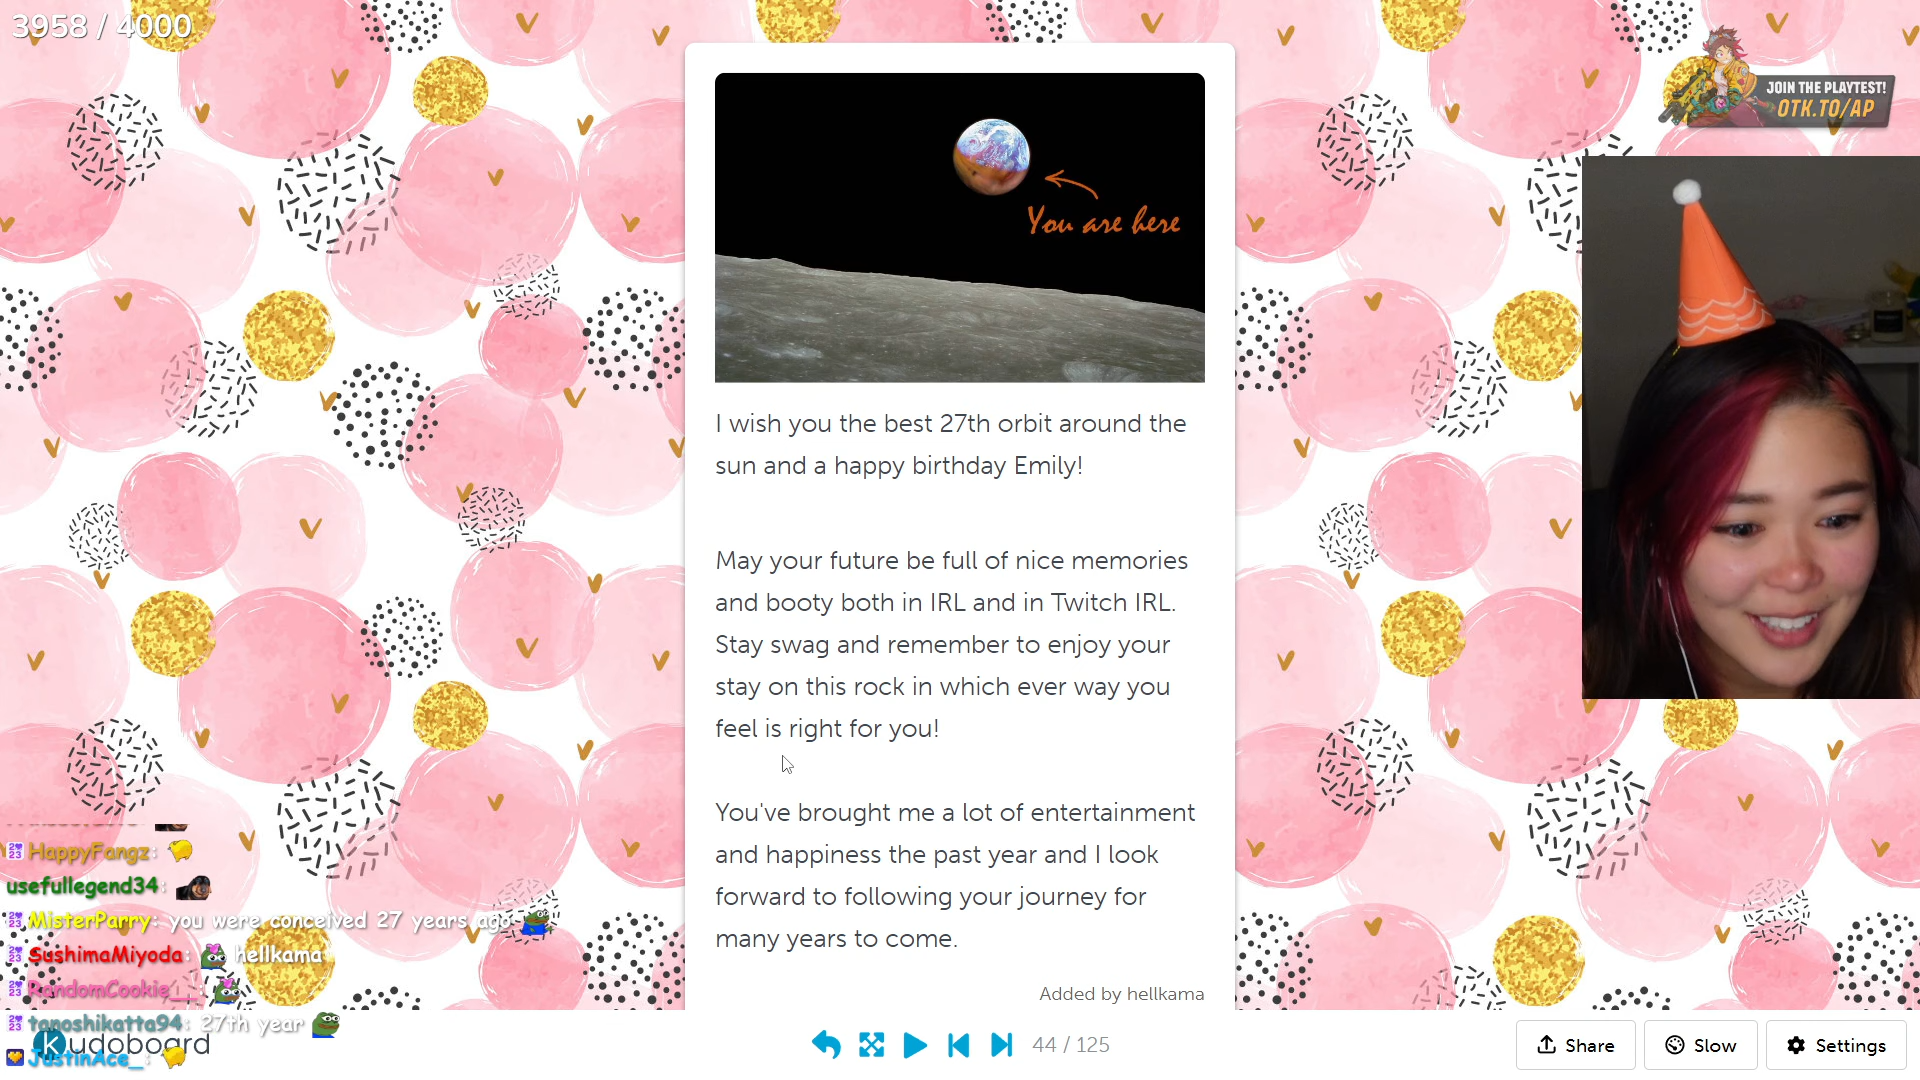 3958 / 4000
JOIN THE PLAYTEST!
OTK.TO/AP
You are here
I wish you the best 27th orbit around the
sun and a happy birthday Emily!
May your future be full of nice memories
and booty both in IRL and in Twitch IRL.
Stay swag and remember to enjoy your
stay on this rock in which ever way you
feel is right for you!
You've brought me a lot of entertainment
and happiness the past year and I look
forward to following your journey for
many years to come.
Added by hellkama
HappyFangz:
usefullegend34:
MisterParry: you were conceived 27 years ago
SushimaMiyoda: hellkama
RandomCookie__:
tanoshikatta94: 27th year
JustinAce_:
kudoboard
44 / 125
Share
Slow
Settings